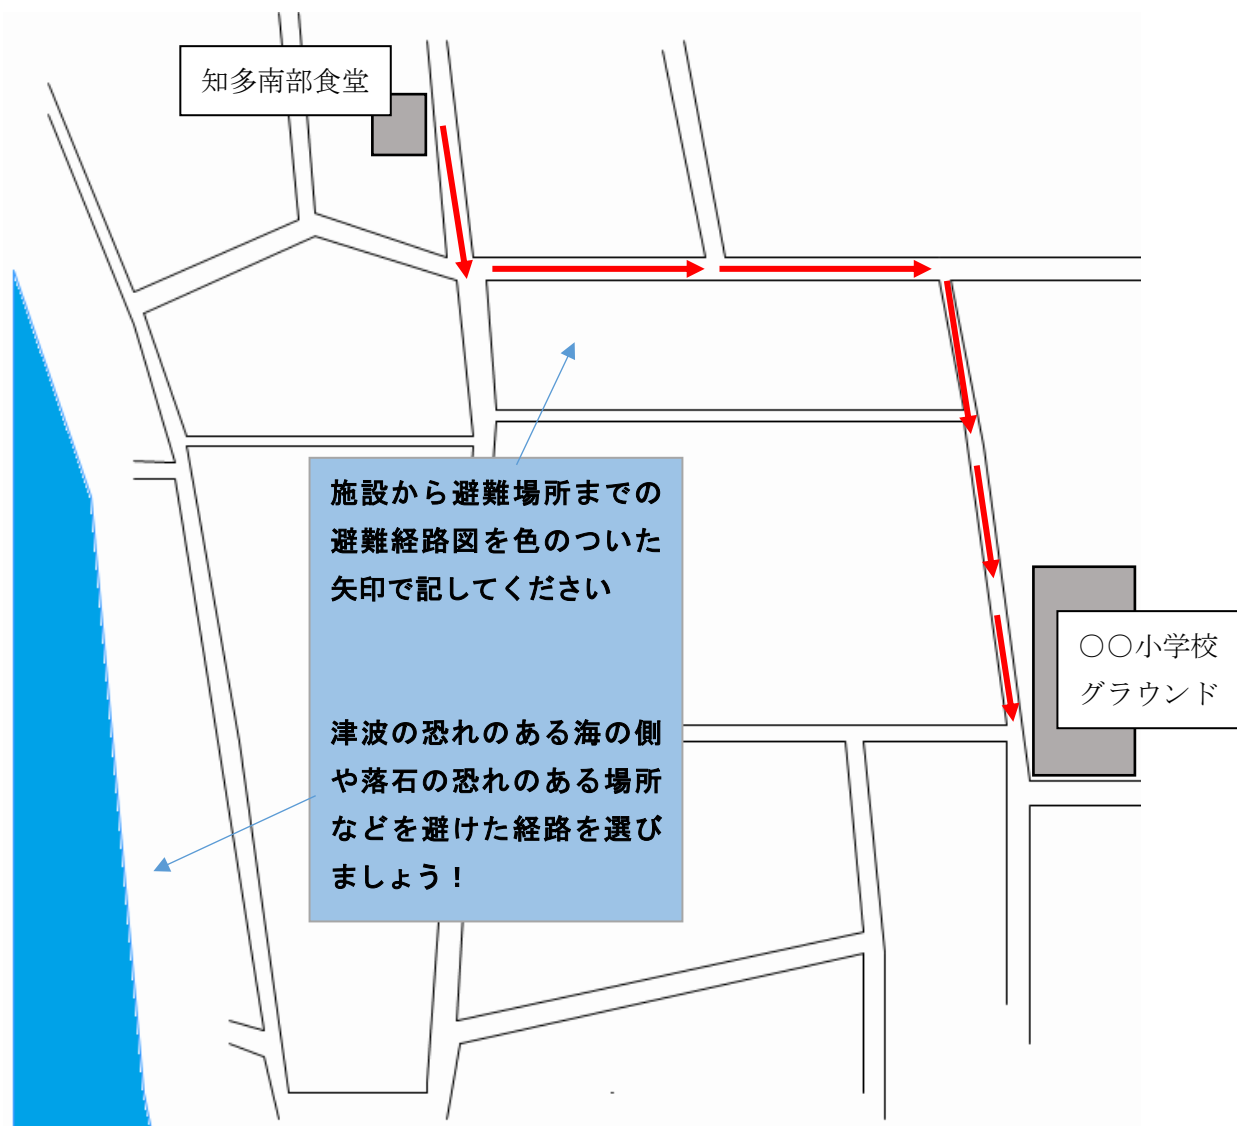 知多南部食堂
施設から避難場所までの
避難経路図を色のついた
矢印で記してください
○○小学校
グラウンド
津波の恐れのある海の側
や落石の恐れのある場所
などを避けた経路を選び
ましょう！